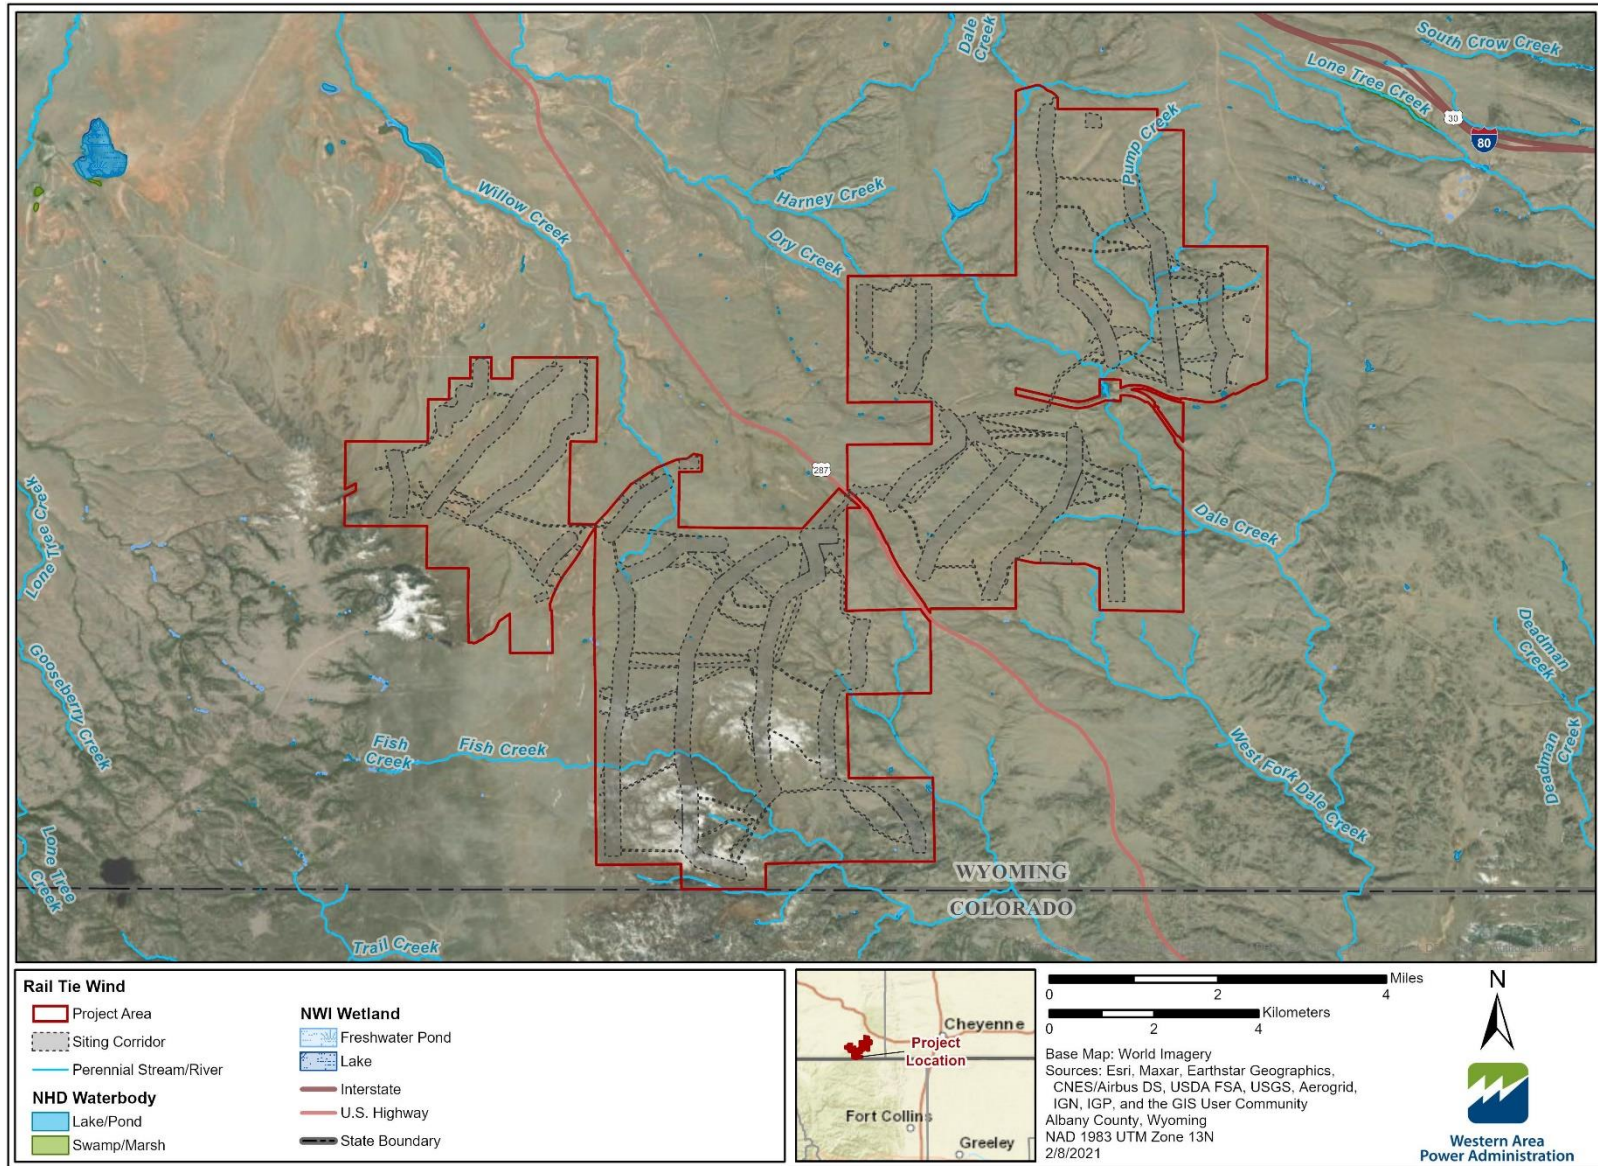 Dale
Creek
South Crow Creek
Lone Tree Creek
30
80
Pump Creek
Harney Creek
Willow Creek
Dry Creek
287
Lone Tree Creek
Dale Creek
Deadman
Creek
Gooseberry Creek
Fish
Creek
Fish Creek
West Fork Dale Creek
Deadman
Creek
Lone Tree
Creek
WYOMING
COLORADO
Trail Creek
Rail Tie Wind
Project Area
Siting Corridor
Perennial Stream/River
NHD Waterbody
Lake/Pond
Swamp/Marsh
NWI Wetland
Freshwater Pond
Lake
Interstate
U.S. Highway
State Boundary
Cheyenne
Project
Location
Fort Collins
Greeley
Miles
0 2 4
Kilometers
0 2 4
Base Map: World Imagery
Sources: Esri, Maxar, Earthstar Geographics,
CNES/Airbus DS, USDA FSA, USGS, Aerogrid,
IGN, IGP, and the GIS User Community
Albany County, Wyoming
NAD 1983 UTM Zone 13N
2/8/2021
N
Western Area
Power Administration